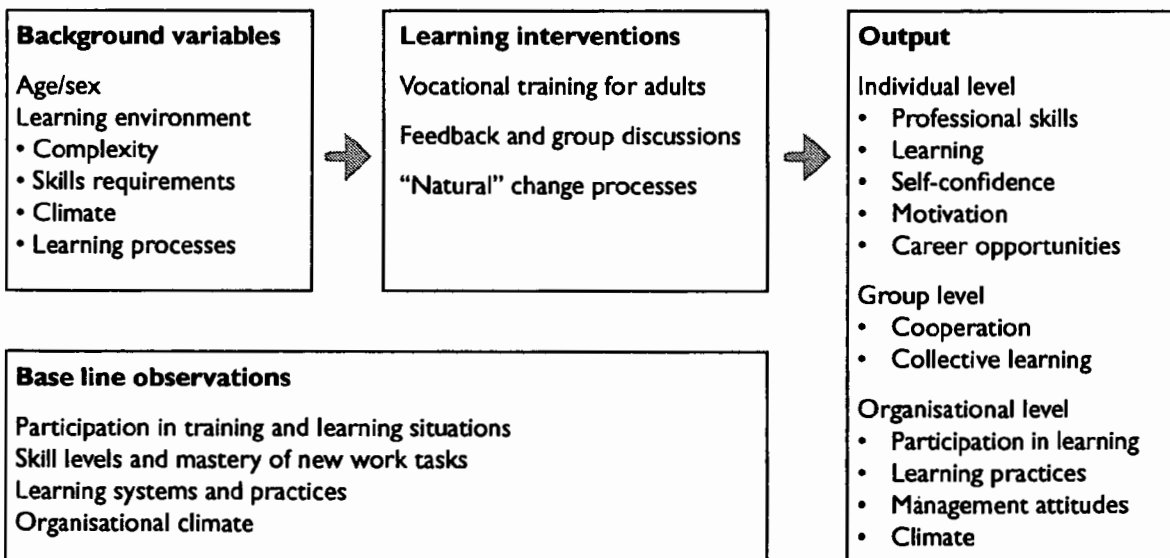 Background variables
Age/sex
Learning environment
• Complexity
• Skills requirements
• Climate
• Learning processes
Learning interventions
Vocational training for adults
Feedback and group discussions
“Natural” change processes
Output
Individual level
• Professional skills
• Learning
• Self-confidence
• Motivation
• Career opportunities
Group level
• Cooperation
• Collective learning
Organisational level
• Participation in learning
• Learning practices
• Management attitudes
• Climate
Base line observations
Participation in training and learning situations
Skill levels and mastery of new work tasks
Learning systems and practices
Organisational climate